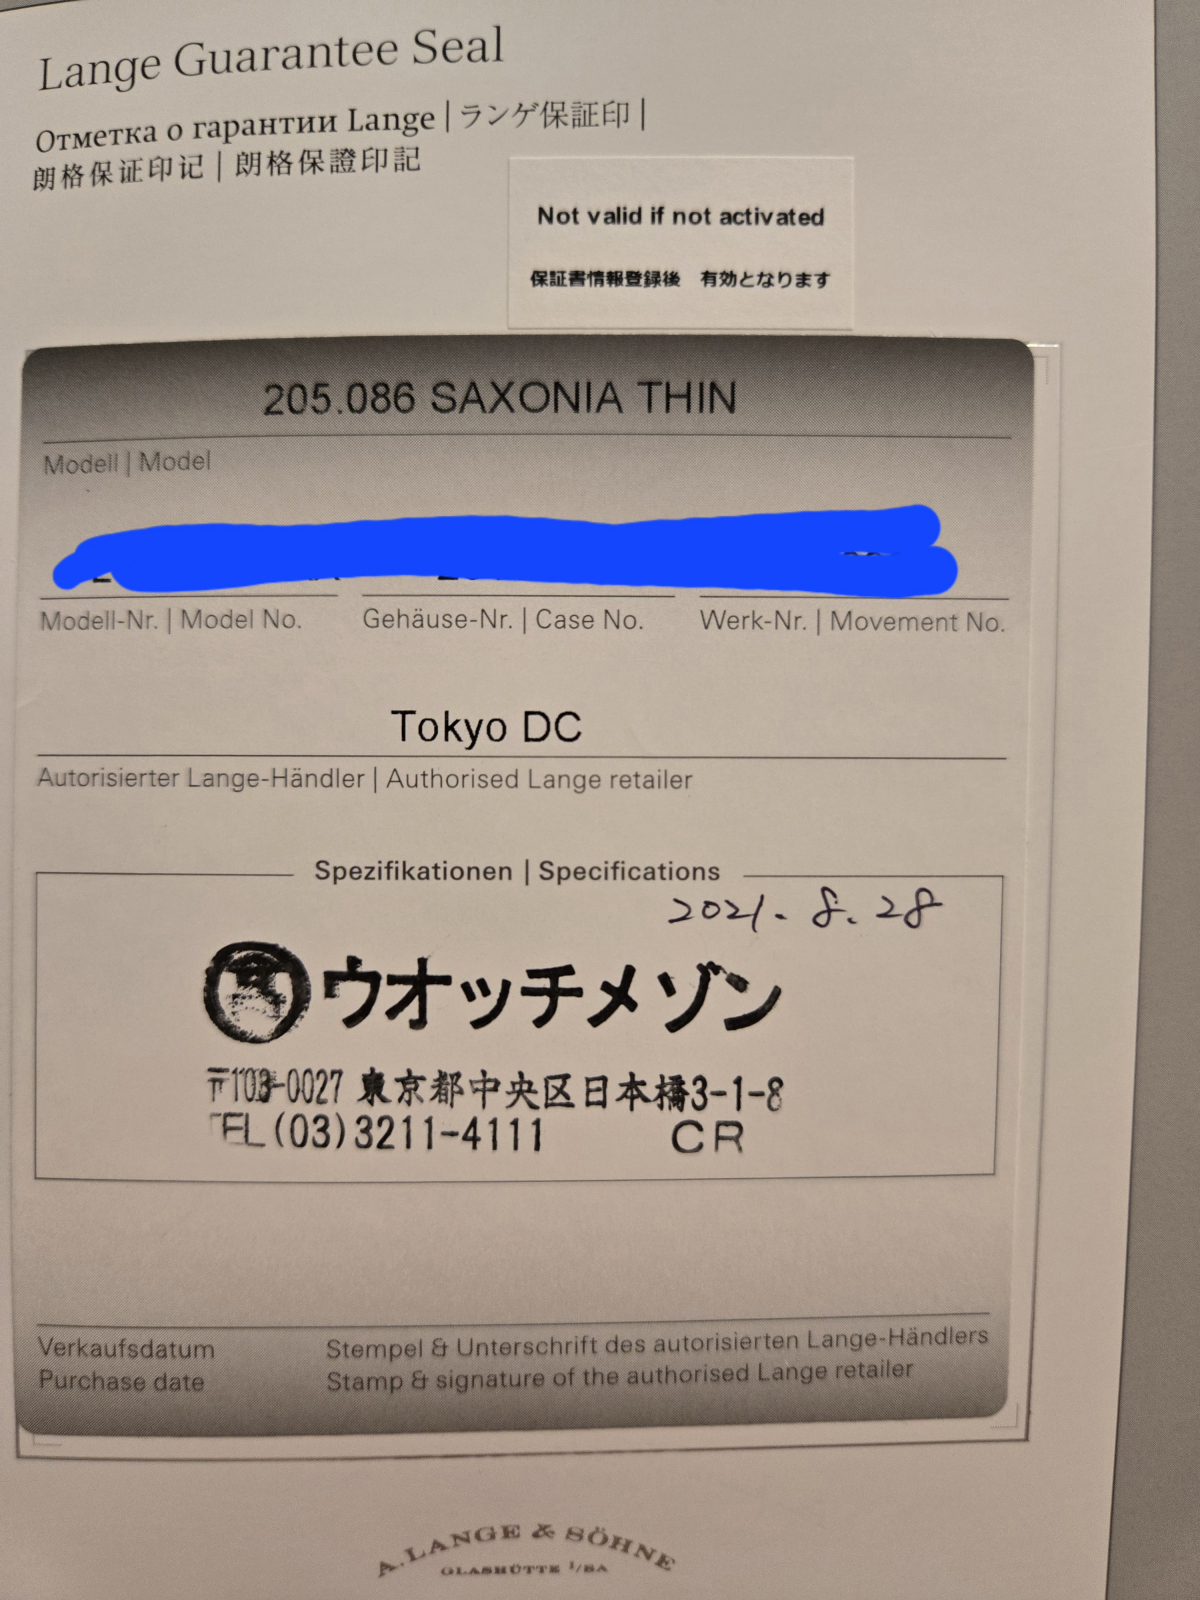 Lange Guarantee Seal
Отметка о гарантии Lange | ランゲ保証印 |
朗格保证印记 | 朗格保證印記
Not valid if not activated
保証書情報登録後 有効となります
205.086 SAXONIA THIN
Modell | Model
Modell-Nr. | Model No.
Gehäuse-Nr. | Case No.
Werk-Nr. | Movement No.
Tokyo DC
Autorisierter Lange-Händler | Authorised Lange retailer
Spezifikationen | Specifications
2021.8.28
ウオッチメゾン
〒103-0027 東京都中央区日本橋3-1-8
TEL(03)3211-4111 CR
Verkaufsdatum
Purchase date
Stempel & Unterschrift des autorisierten Lange-Händlers
Stamp & signature of the authorised Lange retailer
A. LANGE & SÖHNE
GLASHÜTTE I/SA